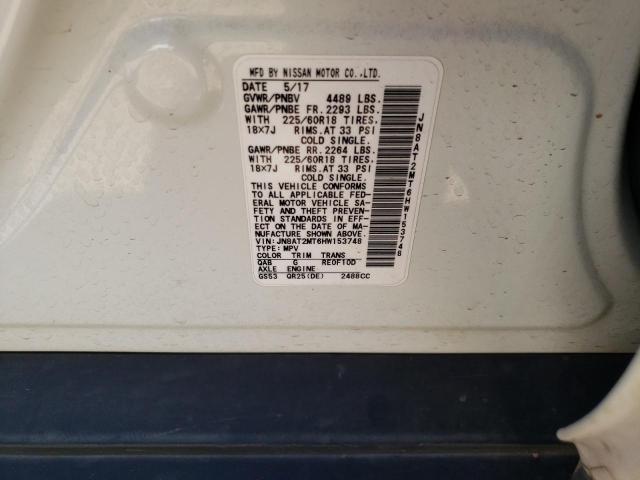 MFD BY NISSAN MOTOR CO.,LTD.
DATE 5/17
GVWR/PNBV 4489 LBS.
GAWR/PNBE FR. 2293 LBS.
WITH 225/60R18 TIRES.
18X7J RIMS.AT 33 PSI
COLD SINGLE.
GAWR/PNBE RR. 2264 LBS.
WITH 225/60R18 TIRES.
18X7J RIMS.AT 33 PSI
COLD SINGLE.
THIS VEHICLE CONFORMS
TO ALL APPLICABLE FED-
ERAL MOTOR VEHICLE SA-
FETY AND THEFT PREVEN-
TION STANDARDS IN EFF-
ECT ON THE DATE OF MA-
NUFACTURE SHOWN ABOVE.
VIN: JN8AT2MT6HW153748
TYPE: MPV
COLOR TRIM TRANS
QAB G RE0F10D
AXLE ENGINE
GS53 QR25(DE) 2488CC
JN8AT2MT6HW153748